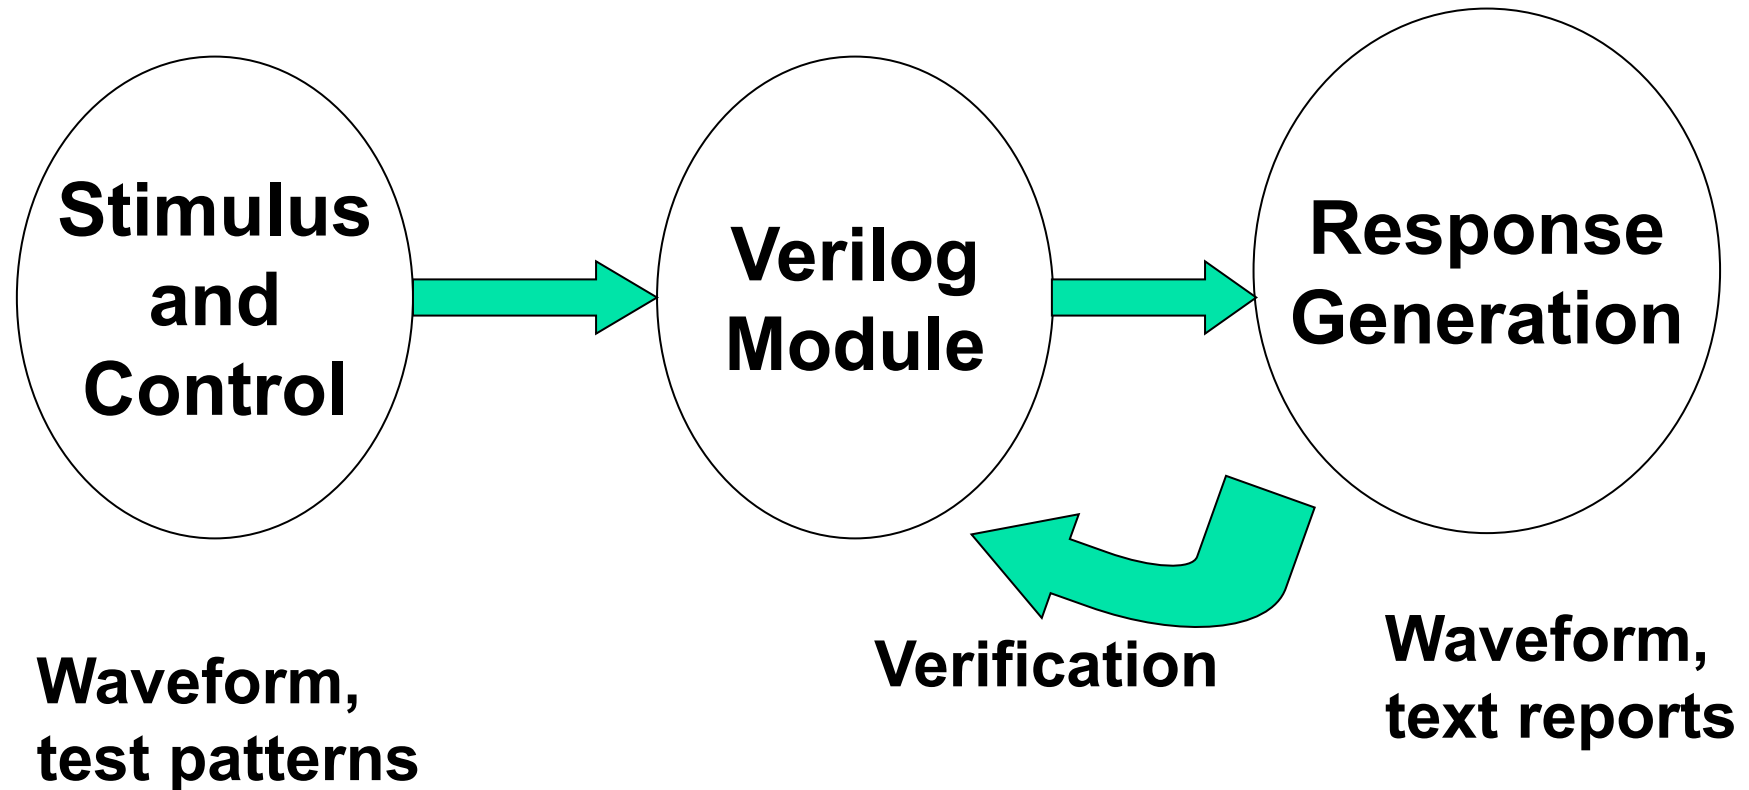 Stimulus
and
Control
Verilog
Module
Response
Generation
Waveform,
test patterns
Verification
Waveform,
text reports